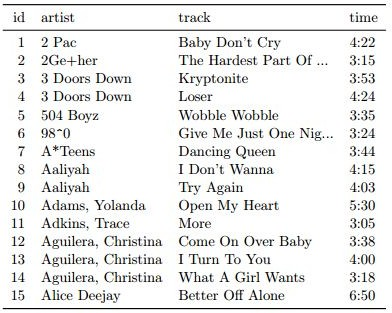 id artist track time
1 2 Pac Baby Don't Cry 4:22
2 2Ge+her The Hardest Part Of ... 3:15
3 3 Doors Down Kryptonite 3:53
4 3 Doors Down Loser 4:24
5 504 Boyz Wobble Wobble 3:35
6 98^0 Give Me Just One Nig... 3:24
7 A*Teens Dancing Queen 3:44
8 Aaliyah I Don't Wanna 4:15
9 Aaliyah Try Again 4:03
10 Adams, Yolanda Open My Heart 5:30
11 Adkins, Trace More 3:05
12 Aguilera, Christina Come On Over Baby 3:38
13 Aguilera, Christina I Turn To You 4:00
14 Aguilera, Christina What A Girl Wants 3:18
15 Alice Deejay Better Off Alone 6:50